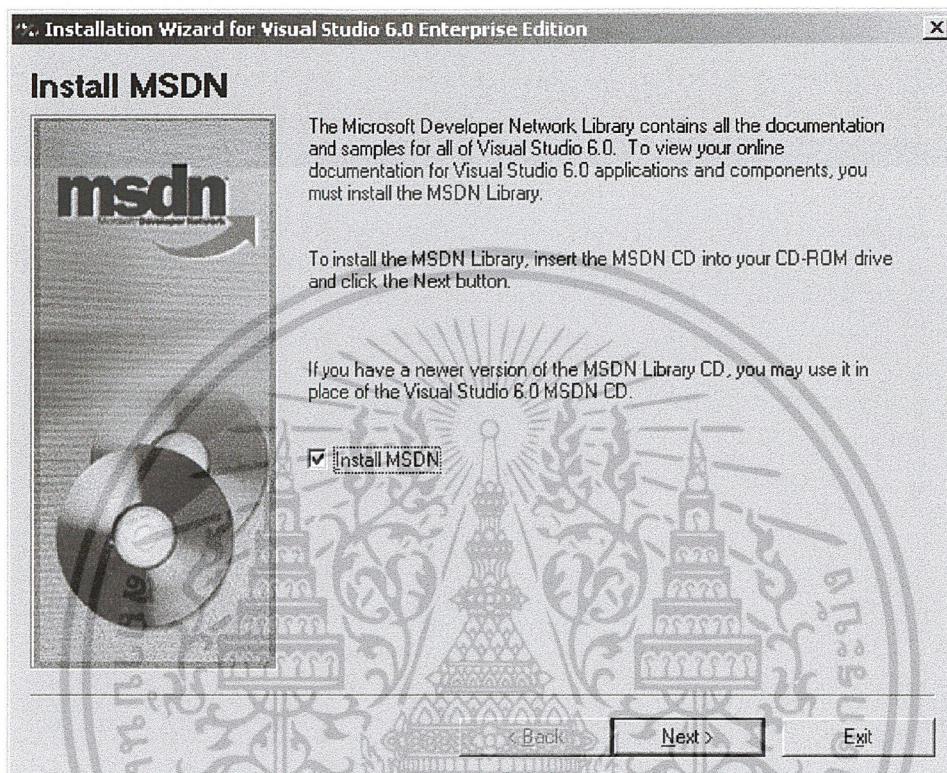 Installation Wizard for Visual Studio 6.0 Enterprise Edition
Install MSDN
msdn
Microsoft Developer Network
The Microsoft Developer Network Library contains all the documentation
and samples for all of Visual Studio 6.0. To view your online
documentation for Visual Studio 6.0 applications and components, you
must install the MSDN Library.
To install the MSDN Library, insert the MSDN CD into your CD-ROM drive
and click the Next button.
If you have a newer version of the MSDN Library CD, you may use it in
place of the Visual Studio 6.0 MSDN CD.
Install MSDN
< Back
Next >
Exit